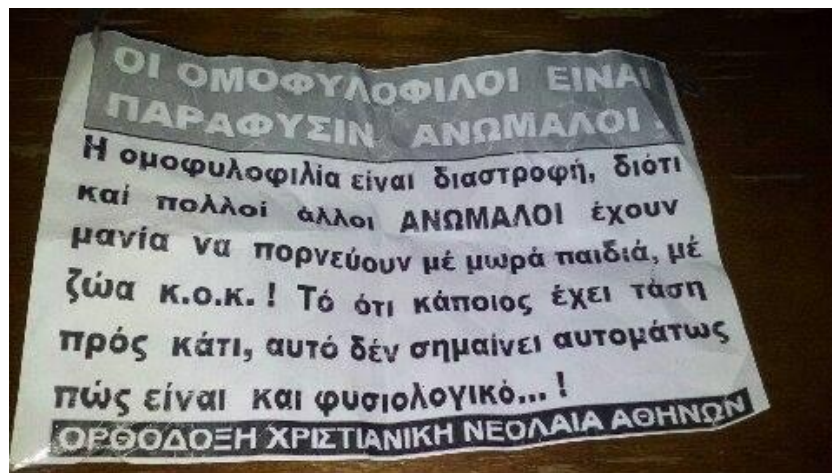 ΟΙ ΟΜΟΦΥΛΟΦΙΛΟΙ ΕΙΝΑΙ
ΠΑΡΑΦΥΣΙΝ ΑΝΩΜΑΛΟΙ !
Η ομοφυλοφιλία είναι διαστροφή, διότι
καί πολλοί άλλοι ΑΝΩΜΑΛΟΙ έχουν
μανία να πορνεύουν μέ μωρά παιδιά, μέ
ζώα κ.ο.κ. ! Τό ότι κάποιος έχει τάση
πρός κάτι, αυτό δέν σημαίνει αυτομάτως
πώς είναι και φυσιολογικό... !
ΟΡΘΟΔΟΞΗ ΧΡΙΣΤΙΑΝΙΚΗ ΝΕΟΛΑΙΑ ΑΘΗΝΩΝ